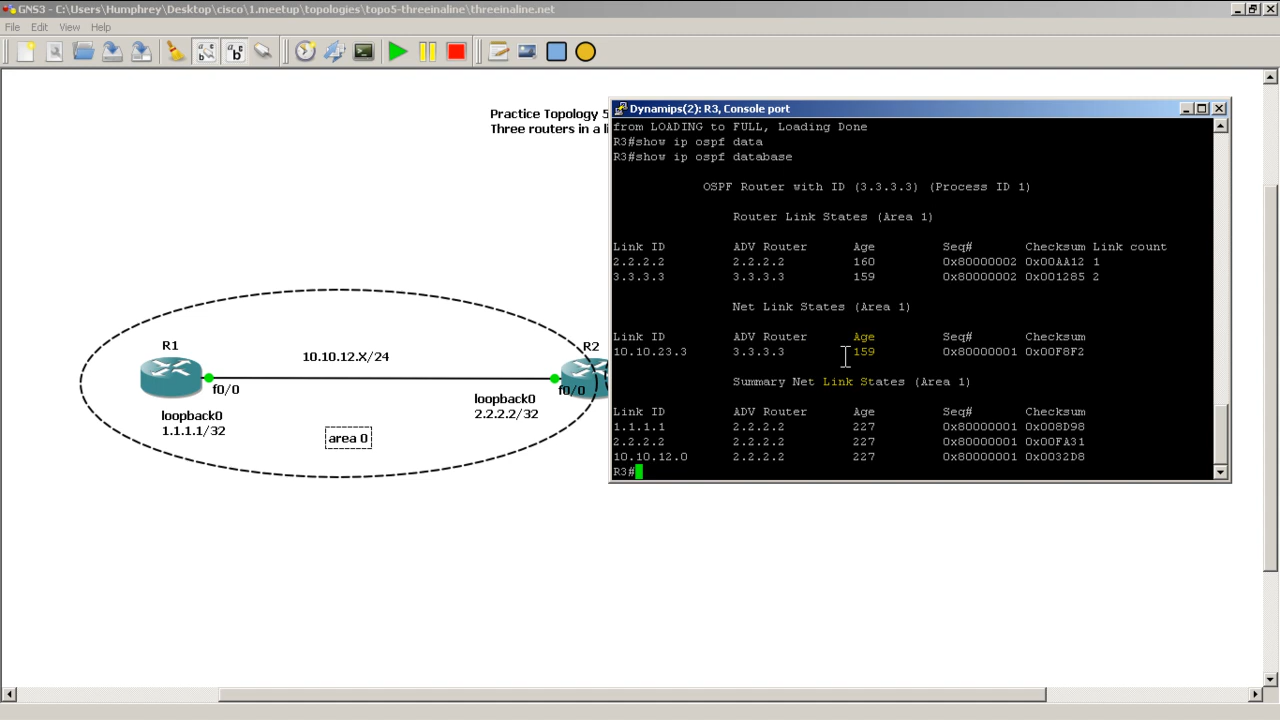 GNS3 - C:\Users\Humphrey\Desktop\cisco\1.meetup\topologies\topo5-threeinaline\threeinaline.net
File Edit View Help
Practice Topology 5
Three routers in a li
R1
10.10.12.X/24
R2
f0/0
f0/0
loopback0
1.1.1.1/32
loopback0
2.2.2.2/32
area 0
Dynamips(2): R3, Console port
from LOADING to FULL, Loading Done
R3#show ip ospf data
R3#show ip ospf database
OSPF Router with ID (3.3.3.3) (Process ID 1)
Router Link States (Area 1)
Link ID ADV Router Age Seq# Checksum Link count
2.2.2.2 2.2.2.2 160 0x80000002 0x00AA12 1
3.3.3.3 3.3.3.3 159 0x80000002 0x001285 2
Net Link States (Area 1)
Link ID ADV Router Age Seq# Checksum
10.10.23.3 3.3.3.3 159 0x80000001 0x00F8F2
Summary Net Link States (Area 1)
Link ID ADV Router Age Seq# Checksum
1.1.1.1 2.2.2.2 227 0x80000001 0x008D98
2.2.2.2 2.2.2.2 227 0x80000001 0x00FA31
10.10.12.0 2.2.2.2 227 0x80000001 0x0032D8
R3#